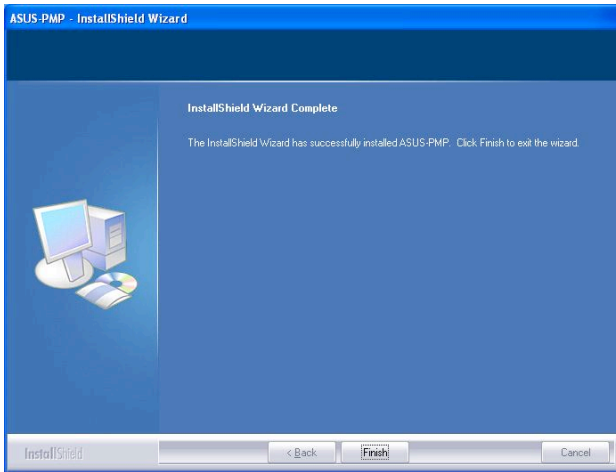 ASUS-PMP - InstallShield Wizard
InstallShield Wizard Complete
The InstallShield Wizard has successfully installed ASUS-PMP. Click Finish to exit the wizard.
InstallShield
< Back
Finish
Cancel